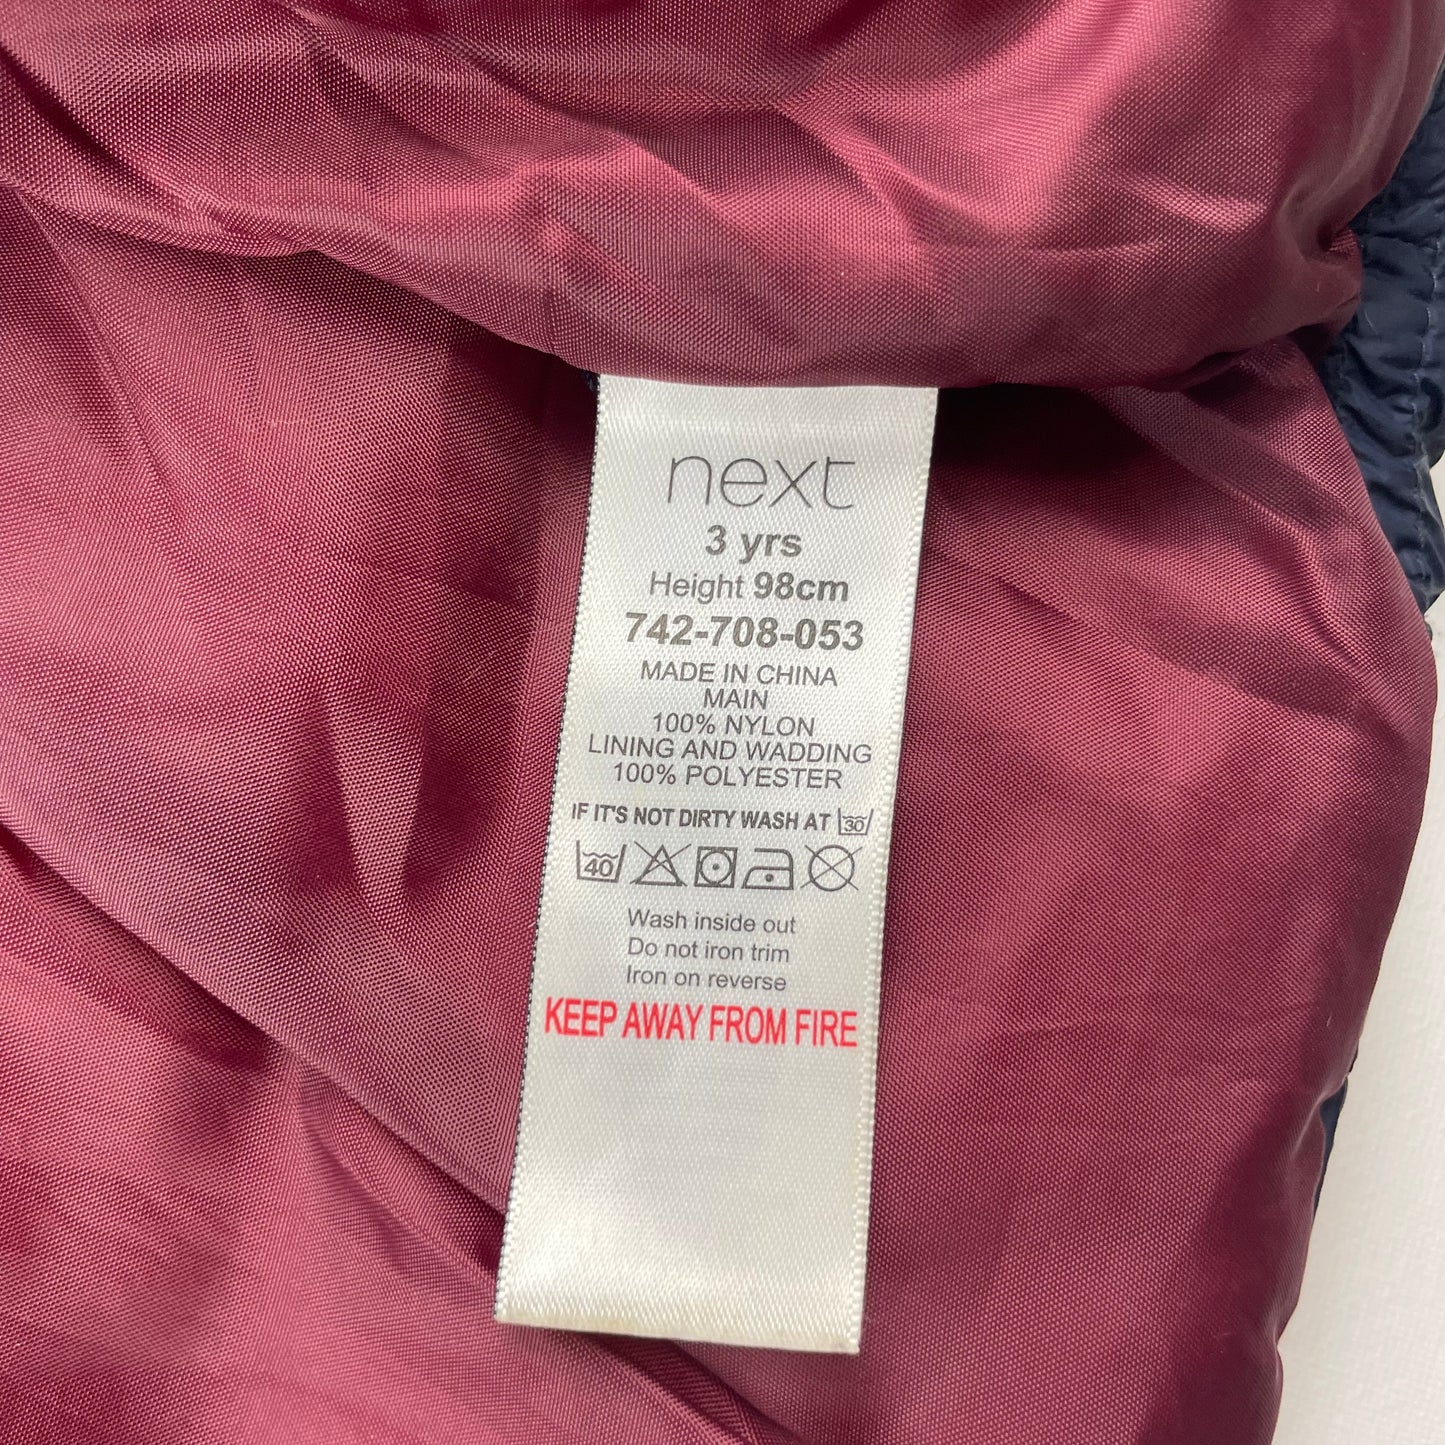 next
3 yrs
Height 98cm
742-708-053
MADE IN CHINA
MAIN
100% NYLON
LINING AND WADDING
100% POLYESTER
IF IT'S NOT DIRTY WASH AT 30
40
Wash inside out
Do not iron trim
Iron on reverse
KEEP AWAY FROM FIRE